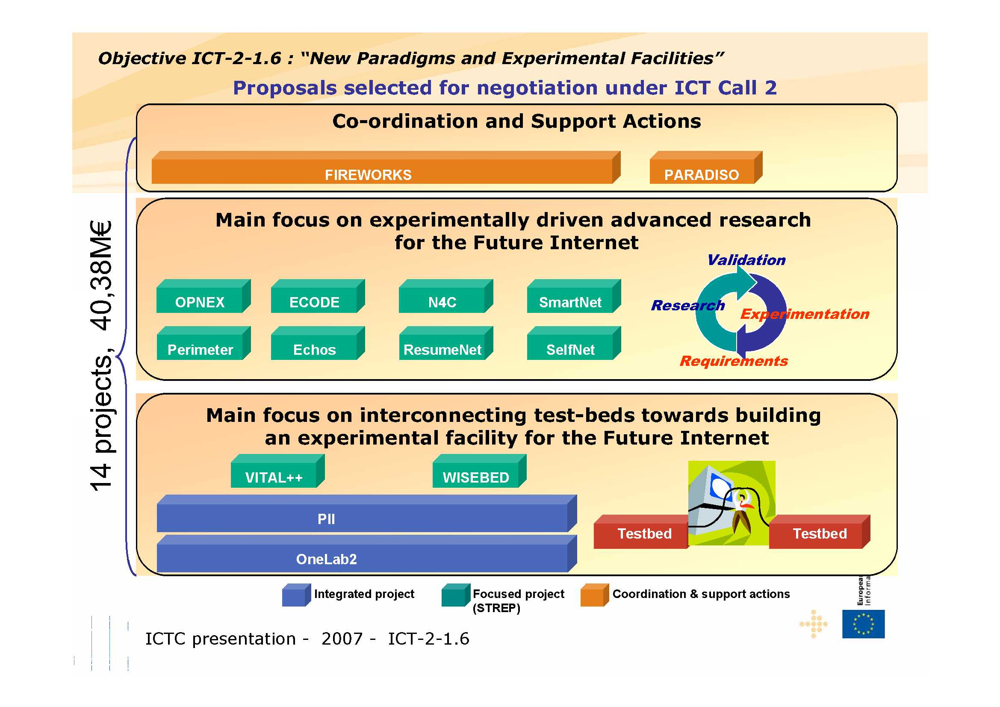 Objective ICT-2-1.6 : “New Paradigms and Experimental Facilities”
Proposals selected for negotiation under ICT Call 2
Co-ordination and Support Actions
FIREWORKS
PARADISO
14 projects, 40,38M€
Main focus on experimentally driven advanced research
for the Future Internet
OPNEX
ECODE
N4C
SmartNet
Perimeter
Echos
ResumeNet
SelfNet
Validation
Research
Experimentation
Requirements
Main focus on interconnecting test-beds towards building
an experimental facility for the Future Internet
VITAL++
WISEBED
PII
OneLab2
Testbed
Testbed
Integrated project
Focused project
(STREP)
Coordination & support actions
ICTC presentation - 2007 - ICT-2-1.6